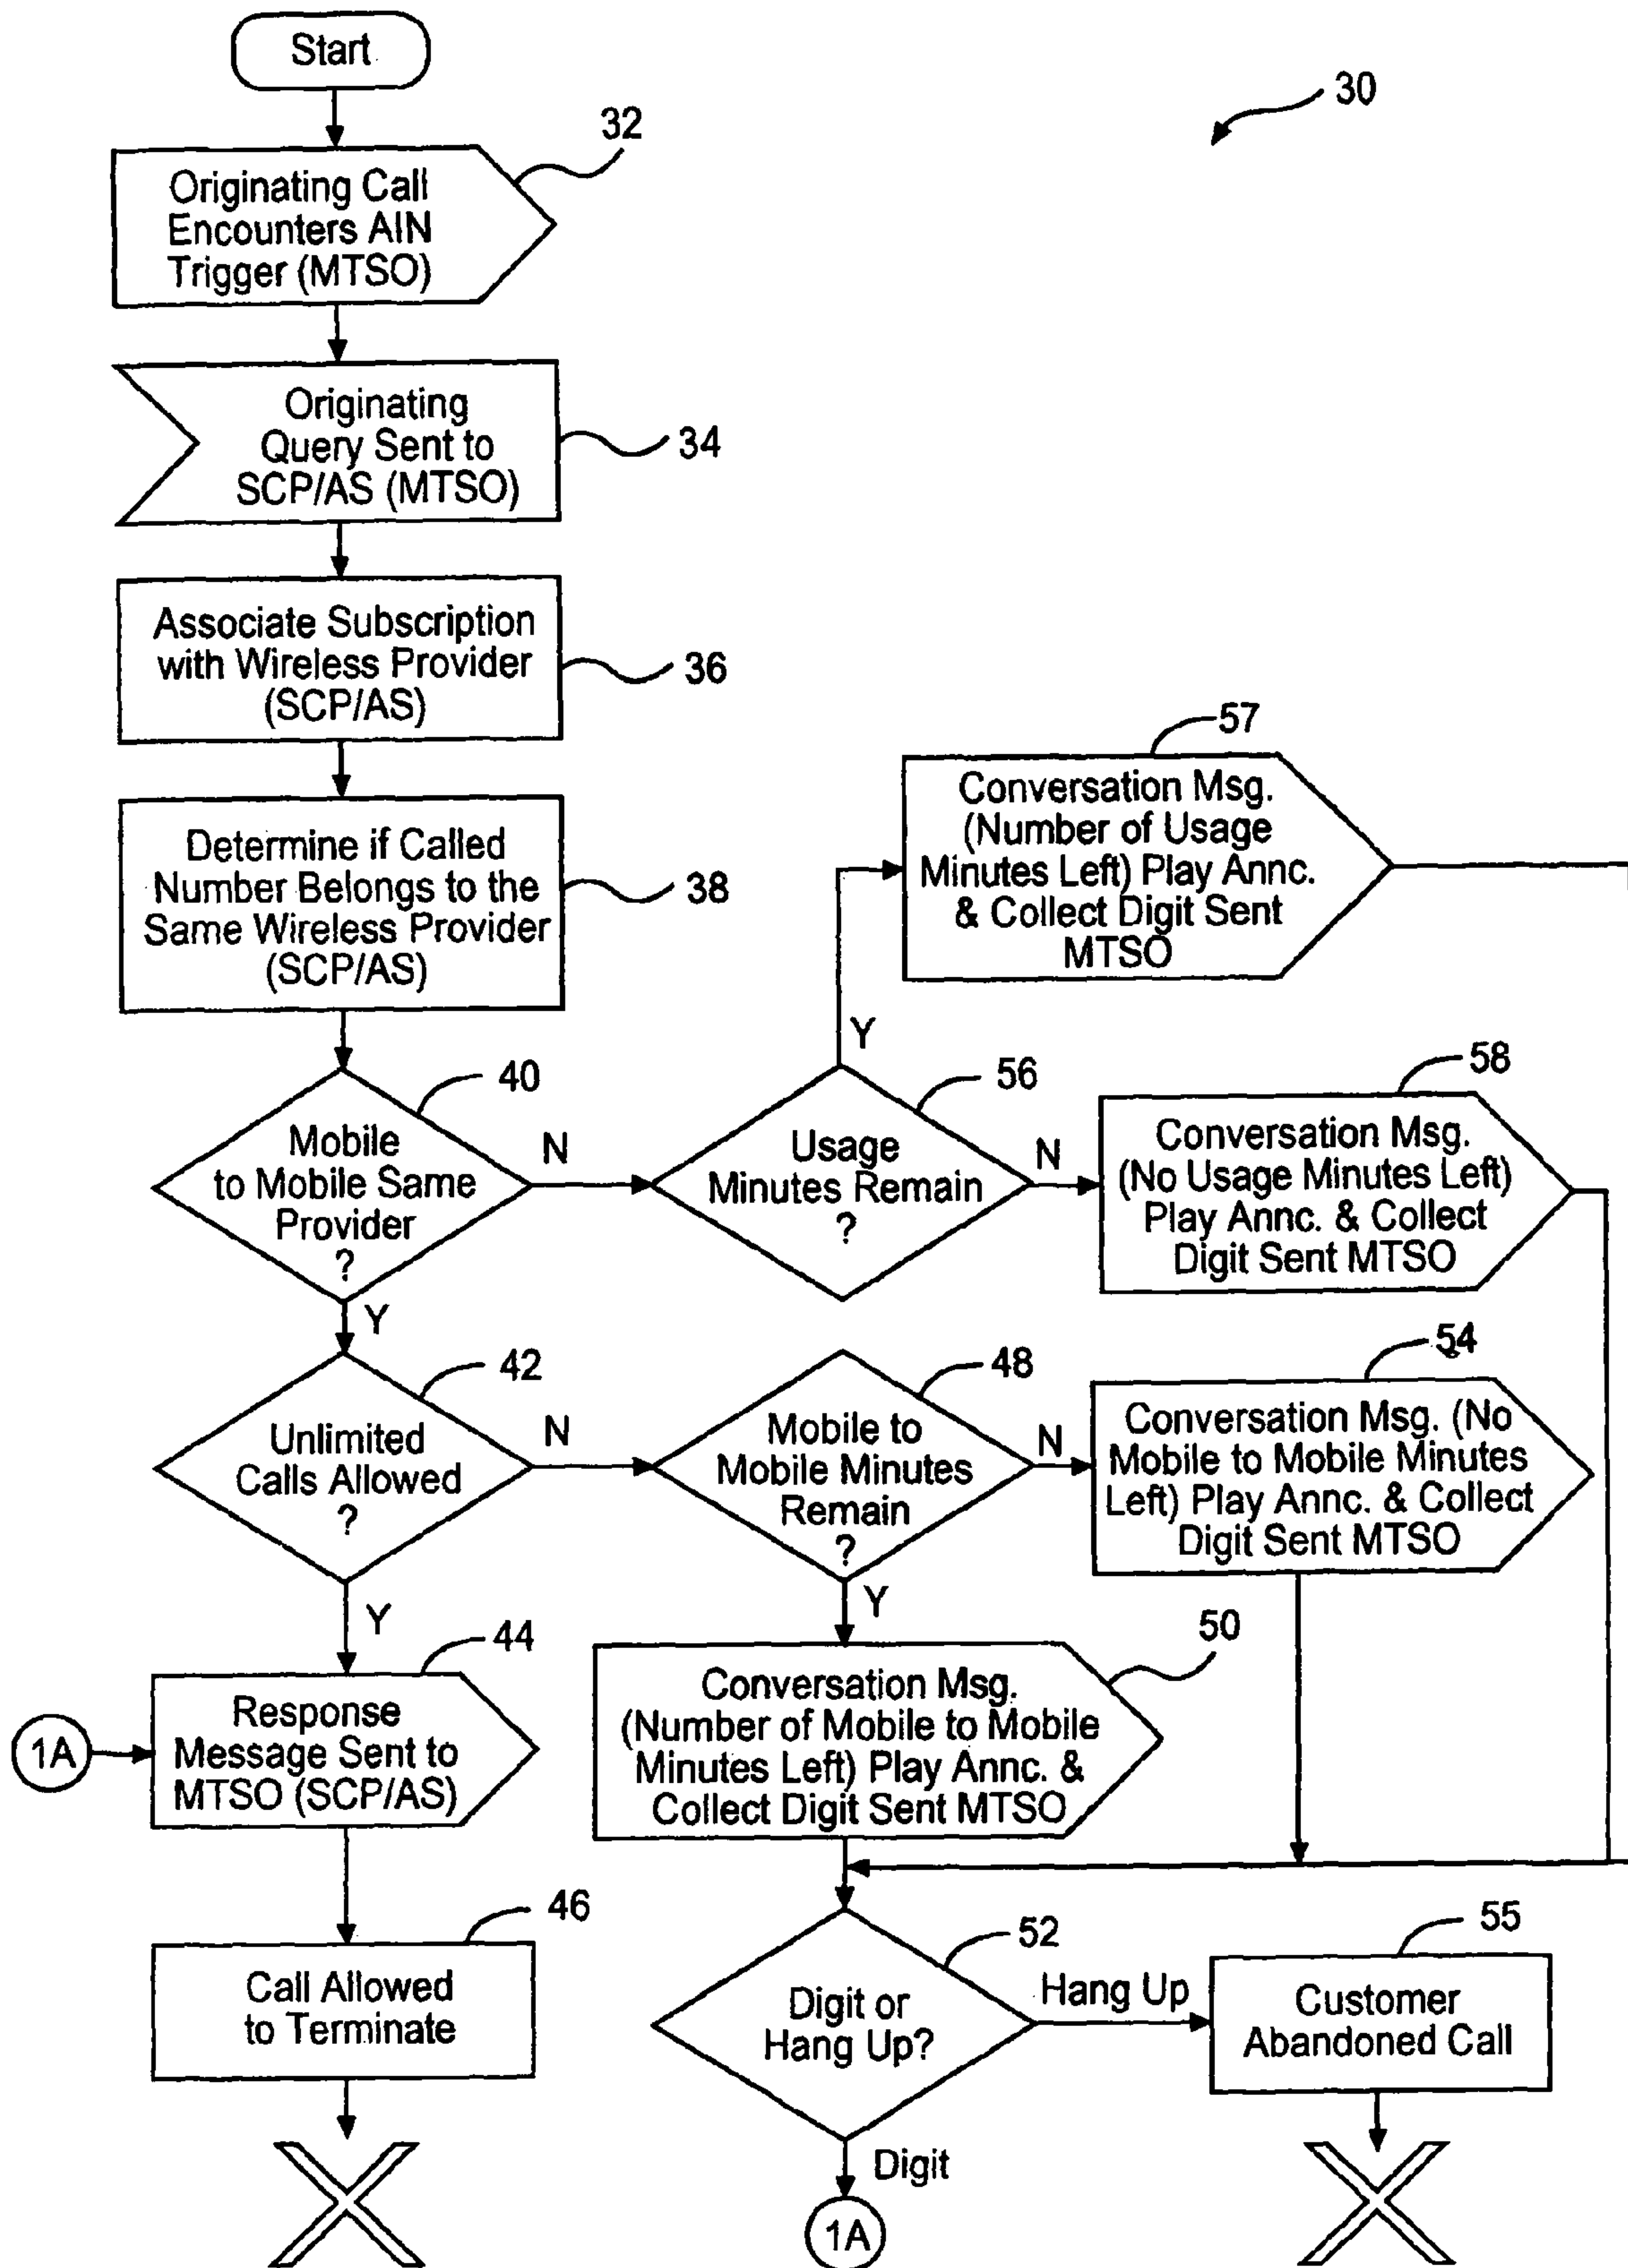 Start
30
32
Originating Call
Encounters AIN
Trigger (MTSO)
Originating
Query Sent to
SCP/AS (MTSO)
34
Associate Subscription
with Wireless Provider
(SCP/AS)
36
Determine if Called
Number Belongs to the
Same Wireless Provider
(SCP/AS)
38
57
Conversation Msg.
(Number of Usage
Minutes Left) Play Annc.
& Collect Digit Sent
MTSO
Y
40
Mobile
to Mobile Same
Provider
?
N
Y
56
Usage
Minutes Remain
?
N
58
Conversation Msg.
(No Usage Minutes Left)
Play Annc. & Collect
Digit Sent MTSO
42
Unlimited
Calls Allowed
?
N
Y
48
Mobile to
Mobile Minutes
Remain
?
N
Y
54
Conversation Msg. (No
Mobile to Mobile Minutes
Left) Play Annc. & Collect
Digit Sent MTSO
44
1A
Response
Message Sent to
MTSO (SCP/AS)
50
Conversation Msg.
(Number of Mobile to Mobile
Minutes Left) Play Annc. &
Collect Digit Sent MTSO
46
Call Allowed
to Terminate
52
Digit or
Hang Up?
Hang Up
55
Customer
Abandoned Call
Digit
1A